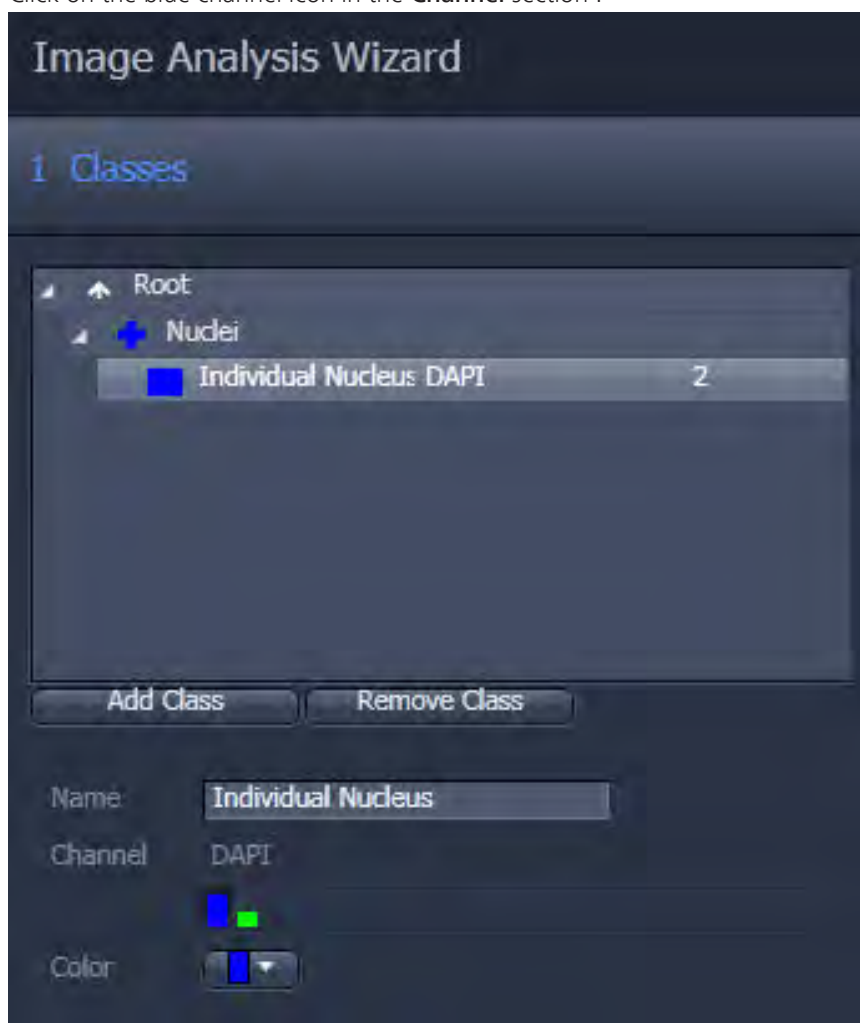 Click on the blue channel icon in the Channel section .
Image Analysis Wizard
1 Classes
Root
Nuclei
Individual Nucleus DAPI 2
Add Class Remove Class
Name Individual Nucleus
Channel DAPI
Color